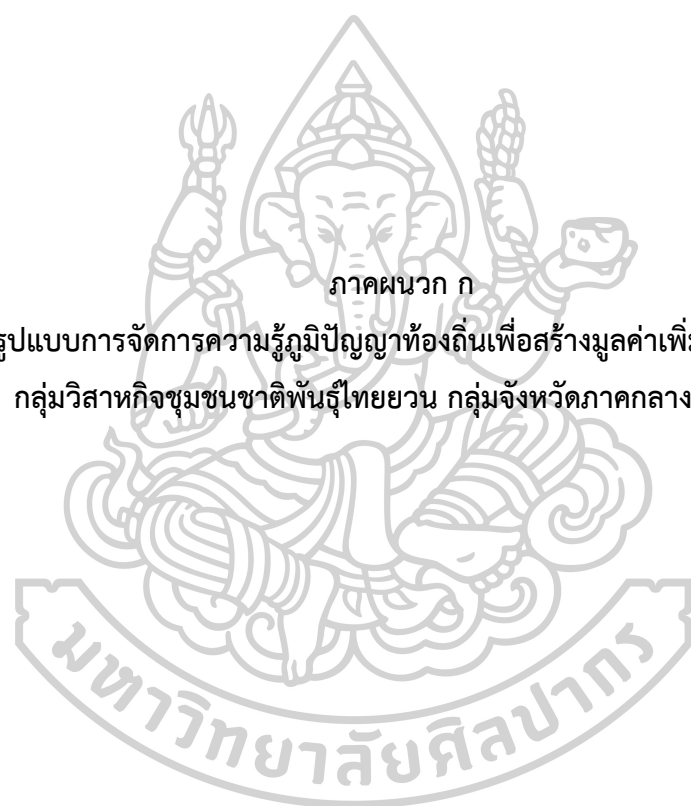 ภาคผนวก ก
รูปแบบการจัดการความรู้ภูมิปัญญาท้องถิ่นเพื่อสร้างมูลค่าเพิ่ม
กลุ่มวิสาหกิจชุมชนชาติพันธุ์ไทยยวน กลุ่มจังหวัดภาคกลาง
มหาวิทยาลัยศิลปากร